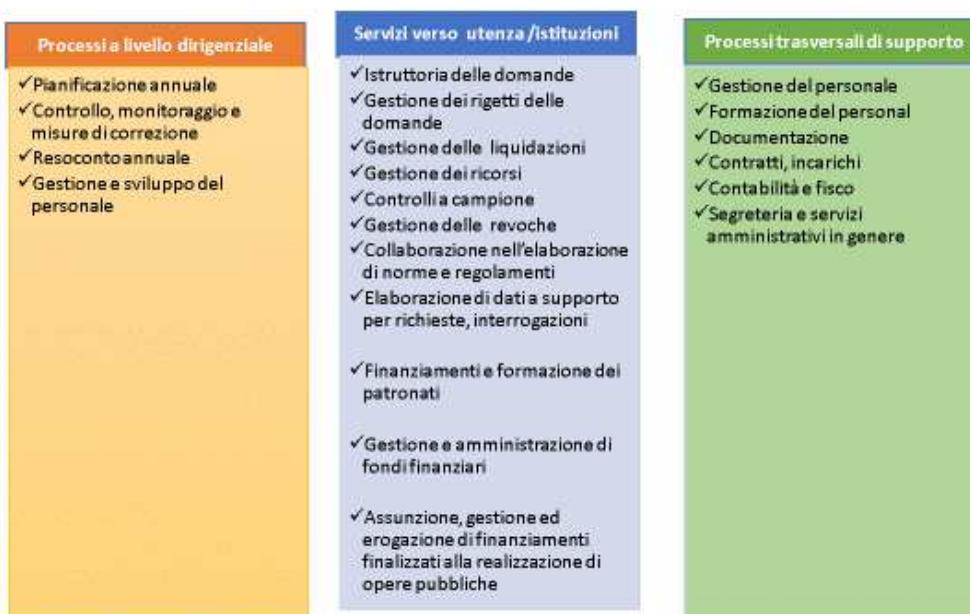 Processi a livello dirigenziale
✓Pianificazione annuale
✓Controllo, monitoraggio e
misure di correzione
✓Resoconto annuale
✓Gestione e sviluppo del
personale
Servizi verso utenza /istituzioni
✓Istruttoria delle domande
✓Gestione dei rigetti delle
domande
✓Gestione delle liquidazioni
✓Gestione dei ricorsi
✓Controlli a campione
✓Gestione delle revoche
✓Collaborazione nell'elaborazione
di norme e regolamenti
✓Elaborazione di dati a supporto
per richieste, interrogazioni
✓Finanziamenti e formazione dei
patronati
✓Gestione e amministrazione di
fondi finanziari
✓Assunzione, gestione ed
erogazione di finanziamenti
finalizzati alla realizzazione di
opere pubbliche
Processi trasversali di supporto
✓Gestione del personale
✓Formazione del personal
✓Documentazione
✓Contratti, incarichi
✓Contabilità e fisco
✓Segreteria e servizi
amministrativi in genere